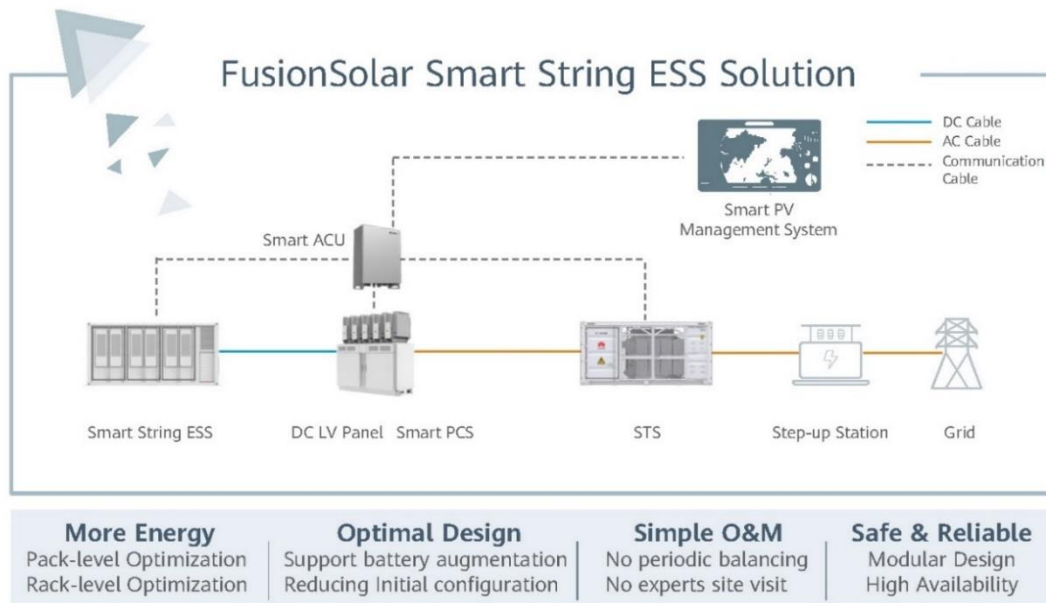 FusionSolar Smart String ESS Solution
DC Cable
AC Cable
Communication
Cable
Smart PV
Management System
Smart ACU
Smart String ESS
DC LV Panel
Smart PCS
STS
Step-up Station
Grid
More Energy
Pack-level Optimization
Rack-level Optimization
Optimal Design
Support battery augmentation
Reducing Initial configuration
Simple O&M
No periodic balancing
No experts site visit
Safe & Reliable
Modular Design
High Availability